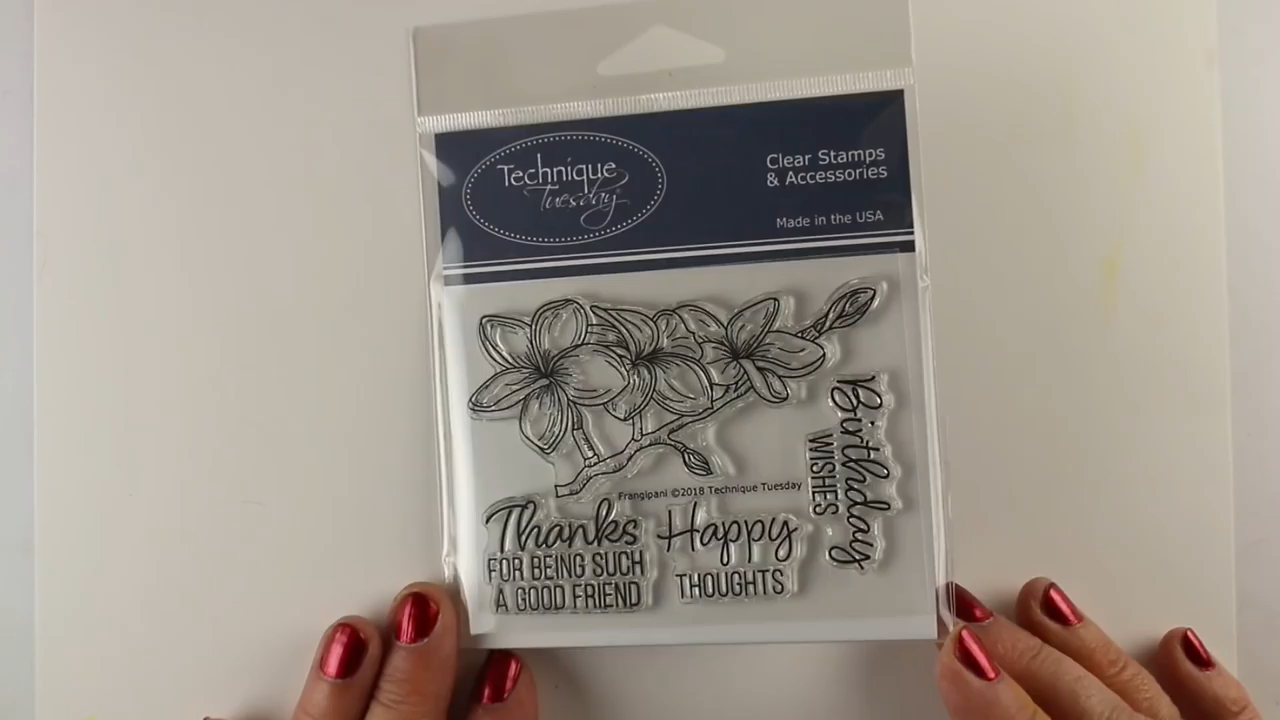 Technique
Tuesday
Clear Stamps
& Accessories
Made in the USA
Frangipani ©2018 Technique Tuesday
Thanks
FOR BEING SUCH
A GOOD FRIEND
Happy
THOUGHTS
Birthday
WISHES